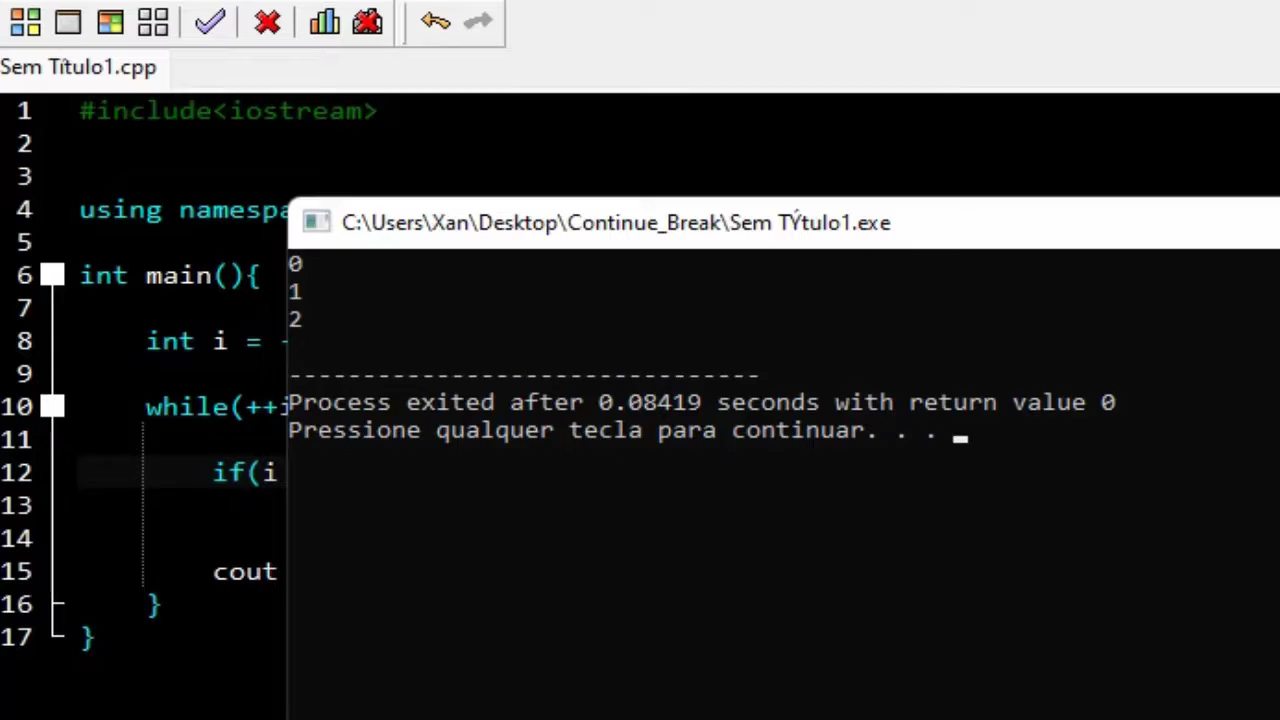 Sem Título1.cpp
1 #include<iostream>
2
3
4 using namespa
5
6 int main(){
7
8 int i = -
9
10 while(++i
11
12 if(i
13
14
15 cout
16 }
17 }
C:\Users\Xan\Desktop\Continue_Break\Sem TÝtulo1.exe
0
1
2
--------------------------------
Process exited after 0.08419 seconds with return value 0
Pressione qualquer tecla para continuar. . . _